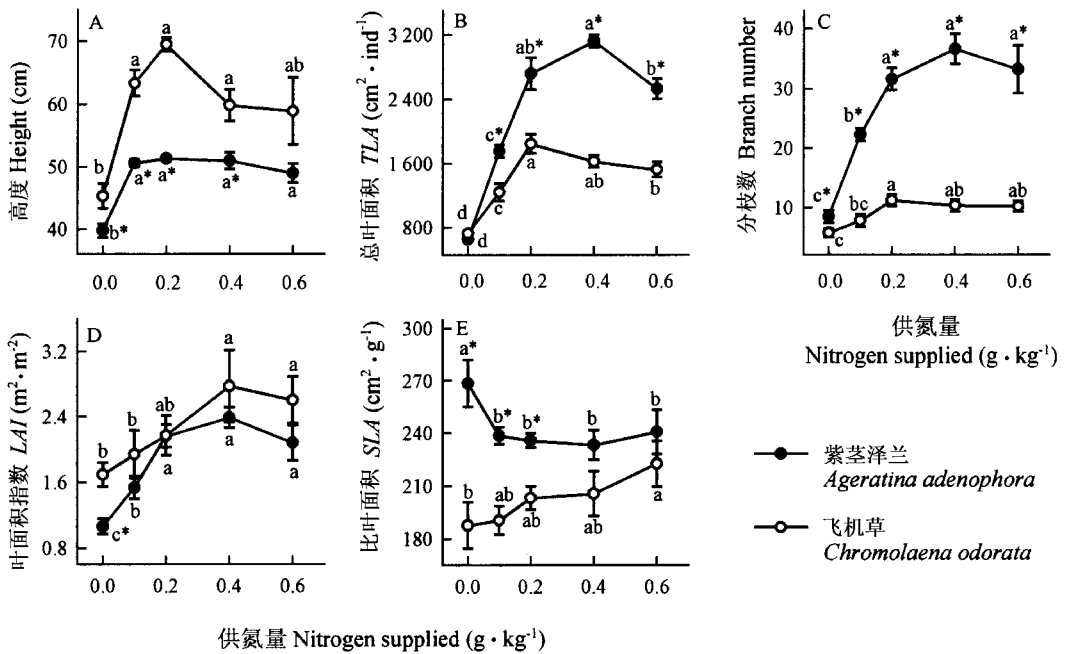 A
高度 Height (cm)
70
60
50
40
b
a
a
a
ab
b*
a*
a*
a*
a
0.0
0.2
0.4
0.6
B
总叶面积 TLA (cm²·ind⁻¹)
3 200
2 400
1 600
800
d
c*
ab*
a*
b*
d
c
a
ab
b
0.0
0.2
0.4
0.6
C
分枝数 Branch number
40
30
20
10
c*
b*
a*
a*
a*
c
bc
a
ab
ab
0.0
0.2
0.4
0.6
供氮量
Nitrogen supplied (g·kg⁻¹)
D
叶面积指数 LAI (m²·m⁻²)
3.2
2.4
1.6
0.8
b
b
ab
a
a
c*
b
a
a
a
0.0
0.2
0.4
0.6
E
比叶面积 SLA (cm²·g⁻¹)
300
270
240
210
180
a*
b*
b*
b
b
b
ab
ab
ab
a
0.0
0.2
0.4
0.6
紫茎泽兰
Ageratina adenophora
飞机草
Chromolaena odorata
供氮量 Nitrogen supplied (g·kg⁻¹)